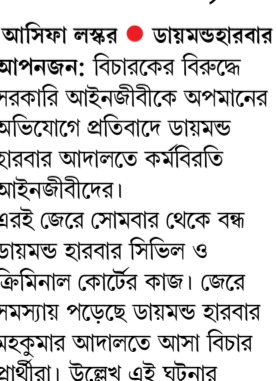 আসিফা লস্কর ● ডায়মন্ডহারবার
আপনজন: বিচারকের বিরুদ্ধে
সরকারি আইনজীবীকে অপমানের
অভিযোগে প্রতিবাদে ডায়মন্ড
হারবার আদালতে কর্মবিরতি
আইনজীবীদের।
এরই জেরে সোমবার থেকে বন্ধ
ডায়মন্ড হারবার সিভিল ও
ক্রিমিনাল কোর্টের কাজ। জেরে
সমস্যায় পড়েছে ডায়মন্ড হারবার
মহকুমার আদালতে আসা বিচার
প্রার্থীরা। উল্লেখ এই ঘটনার